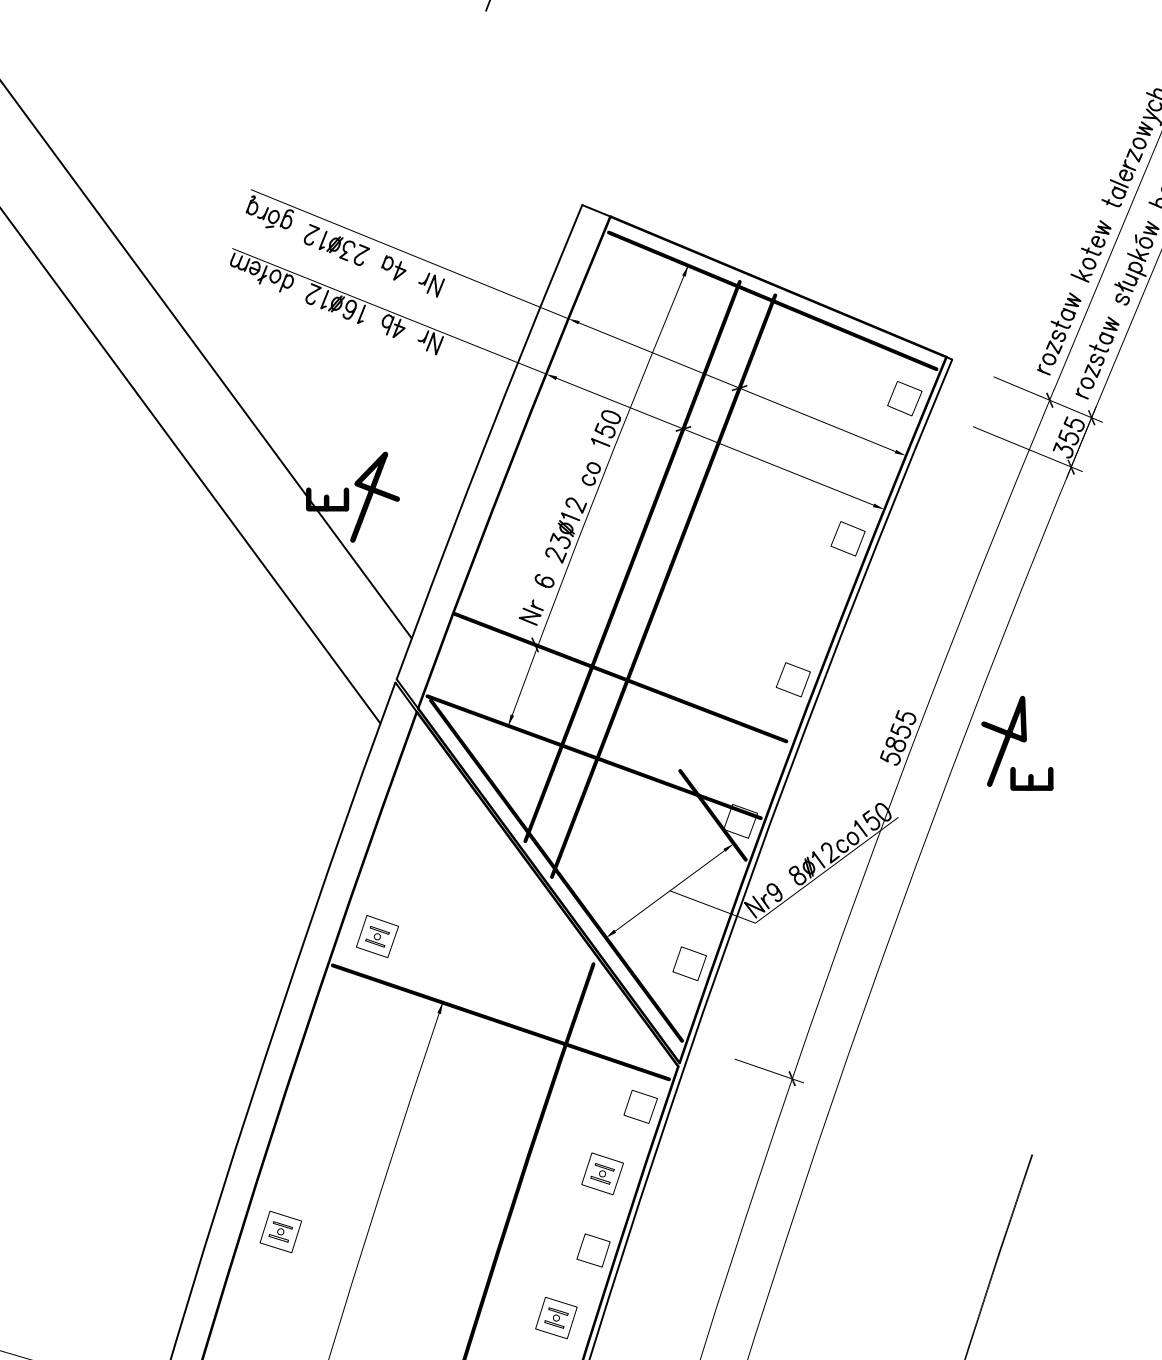 Nr 4a 23ø12 górą
Nr 4b 16ø12 dołem
rozstaw kotew talerzowych
355 rozstaw słupków
E
Nr 6 23ø12 co 150
5855
E
Nr9 8ø12co150